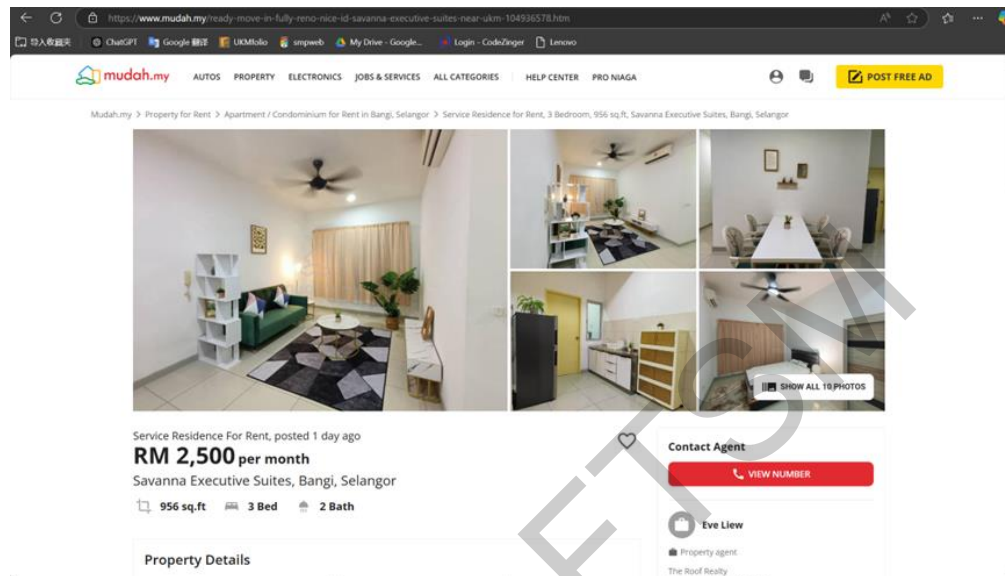 https://www.mudah.my/ready-move-in-fully-reno-nice-id-savanna-executive-suites-near-ukm-104936578.htm
导入收藏夹 ChatGPT Google 翻译 UKMfolio smpweb My Drive - Google... Login - CodeZinger Lenovo
mudah.my AUTOS PROPERTY ELECTRONICS JOBS & SERVICES ALL CATEGORIES HELP CENTER PRO NIAGA POST FREE AD
Mudah.my > Property for Rent > Apartment / Condominium for Rent in Bangi, Selangor > Service Residence for Rent, 3 Bedroom, 956 sq.ft, Savanna Executive Suites, Bangi, Selangor
SHOW ALL 10 PHOTOS
Service Residence For Rent, posted 1 day ago
RM 2,500 per month
Savanna Executive Suites, Bangi, Selangor
956 sq.ft 3 Bed 2 Bath
Property Details
Contact Agent
VIEW NUMBER
Eve Liew
Property agent
The Roof Realty
FTSM